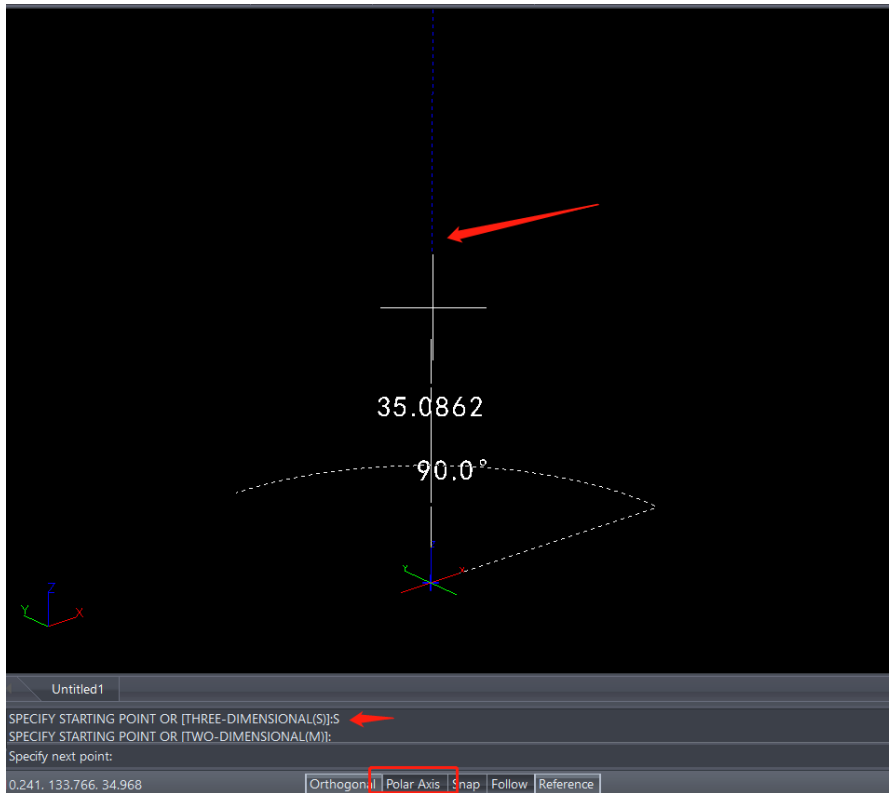 35.0862
90.0°
Z
Y
X
Y
X
Untitled1
SPECIFY STARTING POINT OR [THREE-DIMENSIONAL(S)]:S
SPECIFY STARTING POINT OR [TWO-DIMENSIONAL(M)]:
Specify next point:
0.241. 133.766. 34.968 Orthogonal Polar Axis Snap Follow Reference